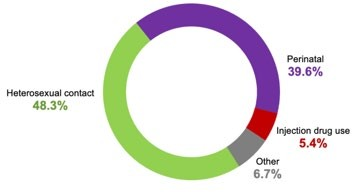 Perinatal
39.6%
Heterosexual contact
48.3%
Injection drug use
5.4%
Other
6.7%